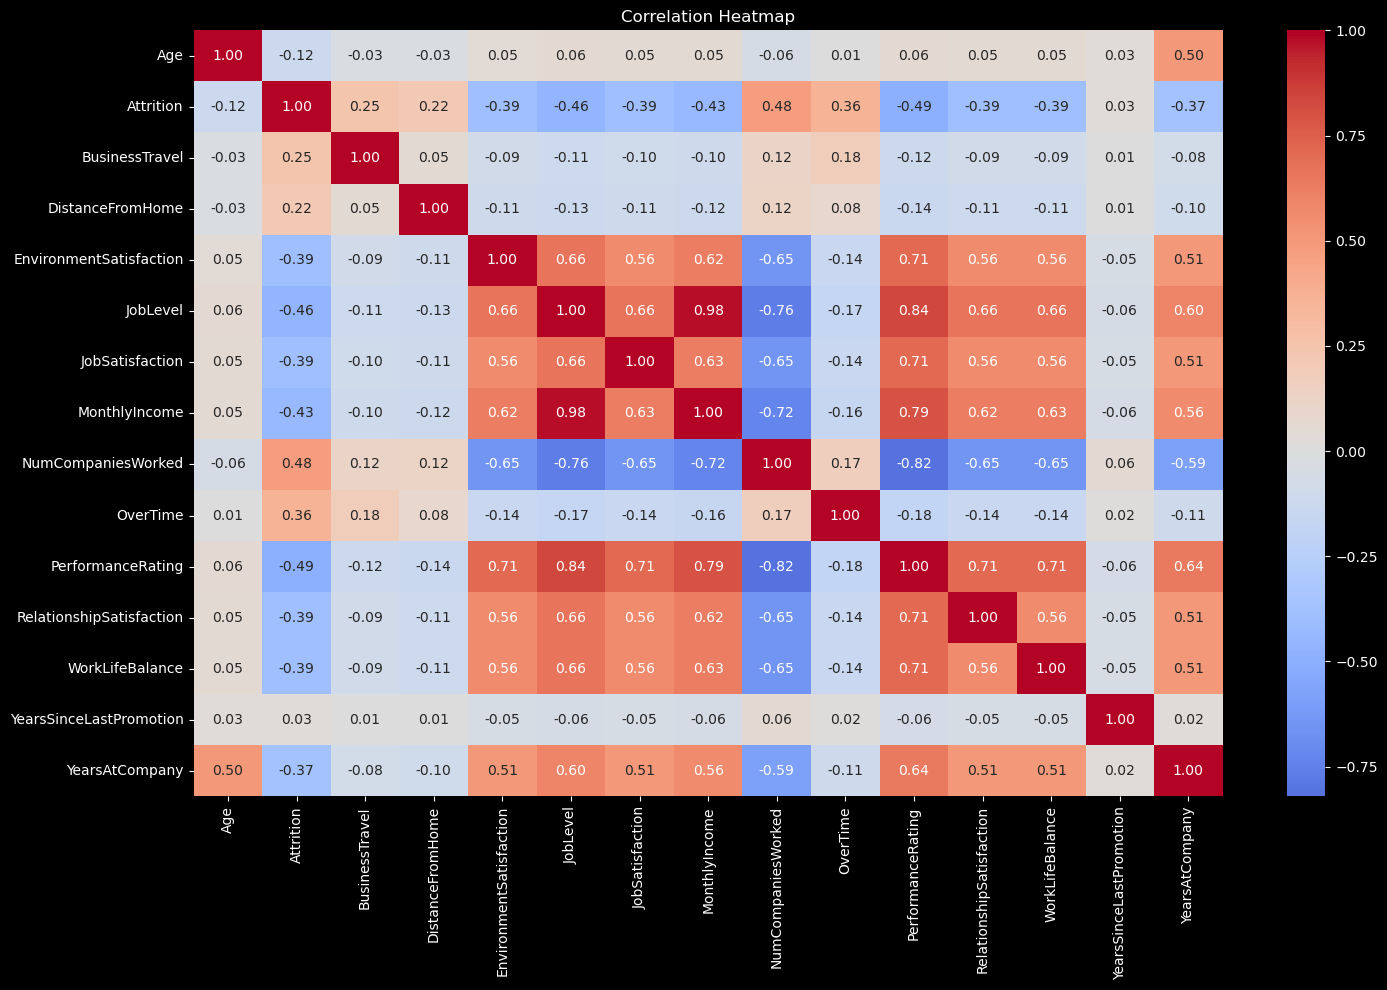 Correlation Heatmap
Age 1.00 -0.12 -0.03 -0.03 0.05 0.06 0.05 0.05 -0.06 0.01 0.06 0.05 0.05 0.03 0.50
Attrition -0.12 1.00 0.25 0.22 -0.39 -0.46 -0.39 -0.43 0.48 0.36 -0.49 -0.39 -0.39 0.03 -0.37
BusinessTravel -0.03 0.25 1.00 0.05 -0.09 -0.11 -0.10 -0.10 0.12 0.18 -0.12 -0.09 -0.09 0.01 -0.08
DistanceFromHome -0.03 0.22 0.05 1.00 -0.11 -0.13 -0.11 -0.12 0.12 0.08 -0.14 -0.11 -0.11 0.01 -0.10
EnvironmentSatisfaction 0.05 -0.39 -0.09 -0.11 1.00 0.66 0.56 0.62 -0.65 -0.14 0.71 0.56 0.56 -0.05 0.51
JobLevel 0.06 -0.46 -0.11 -0.13 0.66 1.00 0.66 0.98 -0.76 -0.17 0.84 0.66 0.66 -0.06 0.60
JobSatisfaction 0.05 -0.39 -0.10 -0.11 0.56 0.66 1.00 0.63 -0.65 -0.14 0.71 0.56 0.56 -0.05 0.51
MonthlyIncome 0.05 -0.43 -0.10 -0.12 0.62 0.98 0.63 1.00 -0.72 -0.16 0.79 0.62 0.63 -0.06 0.56
NumCompaniesWorked -0.06 0.48 0.12 0.12 -0.65 -0.76 -0.65 -0.72 1.00 0.17 -0.82 -0.65 -0.65 0.06 -0.59
OverTime 0.01 0.36 0.18 0.08 -0.14 -0.17 -0.14 -0.16 0.17 1.00 -0.18 -0.14 -0.14 0.02 -0.11
PerformanceRating 0.06 -0.49 -0.12 -0.14 0.71 0.84 0.71 0.79 -0.82 -0.18 1.00 0.71 0.71 -0.06 0.64
RelationshipSatisfaction 0.05 -0.39 -0.09 -0.11 0.56 0.66 0.56 0.62 -0.65 -0.14 0.71 1.00 0.56 -0.05 0.51
WorkLifeBalance 0.05 -0.39 -0.09 -0.11 0.56 0.66 0.56 0.63 -0.65 -0.14 0.71 0.56 1.00 -0.05 0.51
YearsSinceLastPromotion 0.03 0.03 0.01 0.01 -0.05 -0.06 -0.05 -0.06 0.06 0.02 -0.06 -0.05 -0.05 1.00 0.02
YearsAtCompany 0.50 -0.37 -0.08 -0.10 0.51 0.60 0.51 0.56 -0.59 -0.11 0.64 0.51 0.51 0.02 1.00
Age
Attrition
BusinessTravel
DistanceFromHome
EnvironmentSatisfaction
JobLevel
JobSatisfaction
MonthlyIncome
NumCompaniesWorked
OverTime
PerformanceRating
RelationshipSatisfaction
WorkLifeBalance
YearsSinceLastPromotion
YearsAtCompany
1.00
0.75
0.50
0.25
0.00
−0.25
−0.50
−0.75